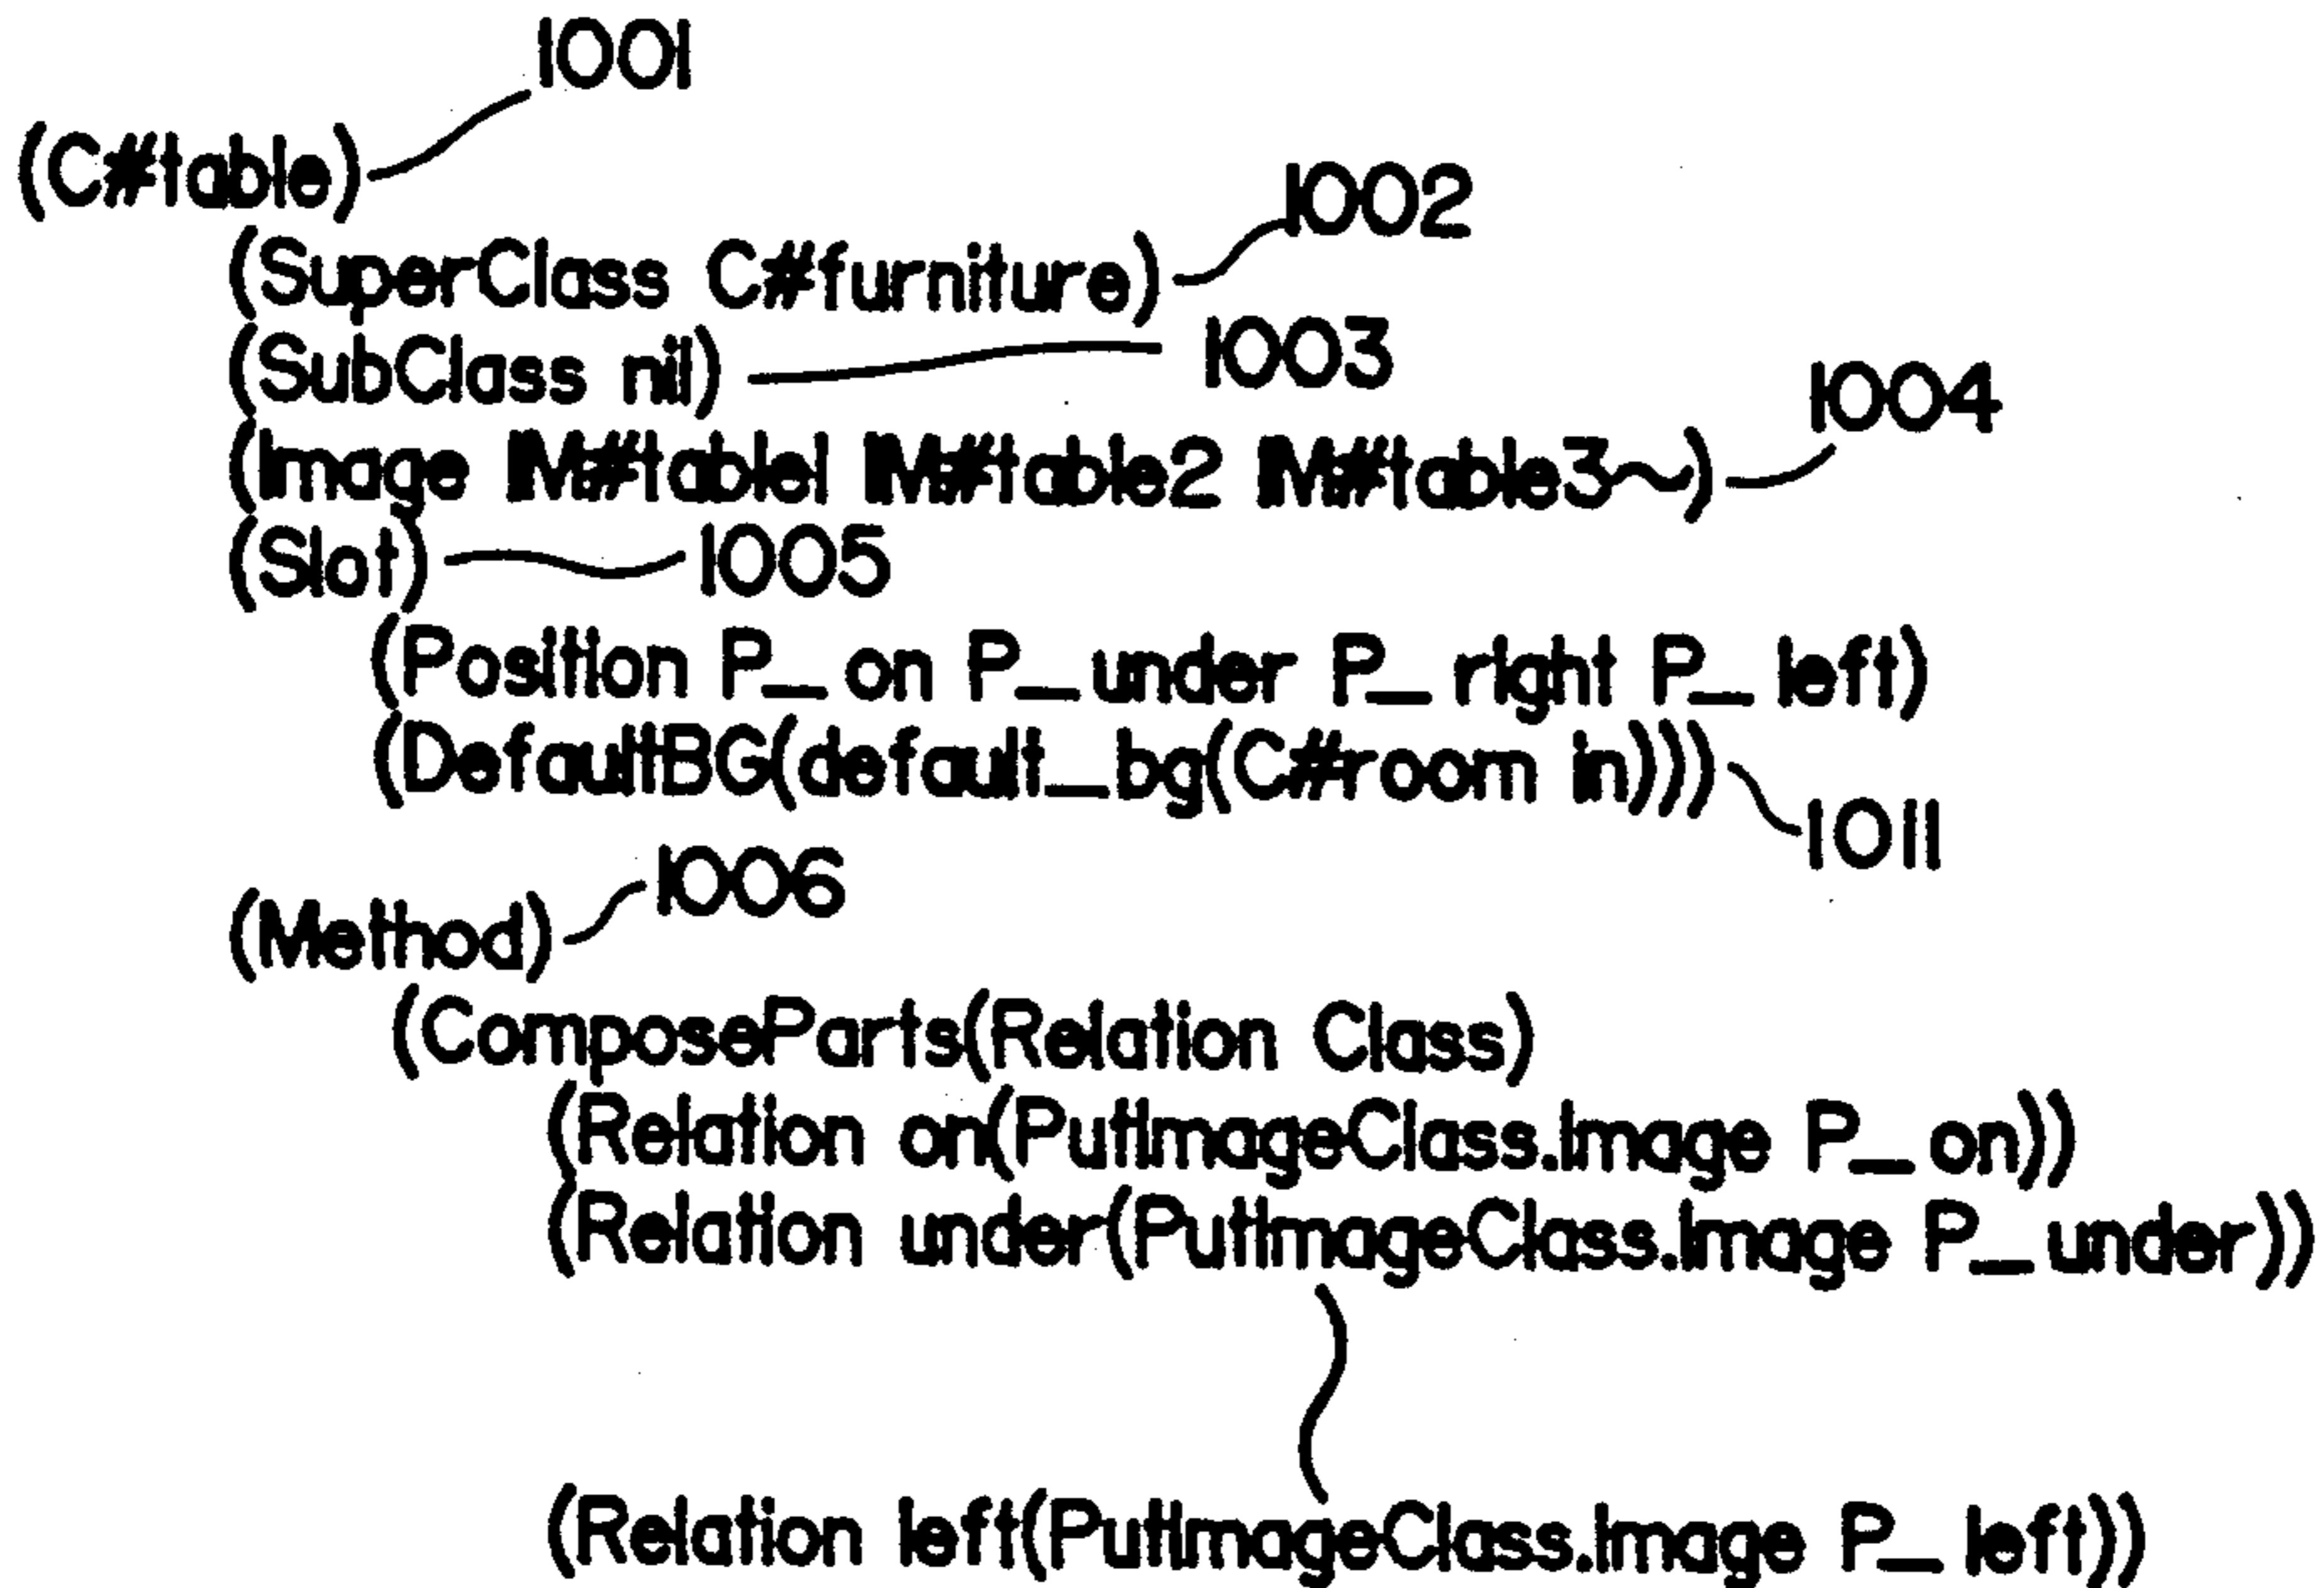 1001
(C#table)
1002
(SuperClass C#furniture)
(SubClass nil) 1003
1004
(Image IM#table1 IM#table2 IM#table3~)
(Slot) 1005
(Position P_on P_under P_right P_left)
(DefaultBG(default_bg(C#room in))))
1011
1006
(Method)
(ComposeParts(Relation Class)
(Relation on(PutImageClass.Image P_on))
(Relation under(PutImageClass.Image P_under))
(Relation left(PutImageClass.Image P_left))